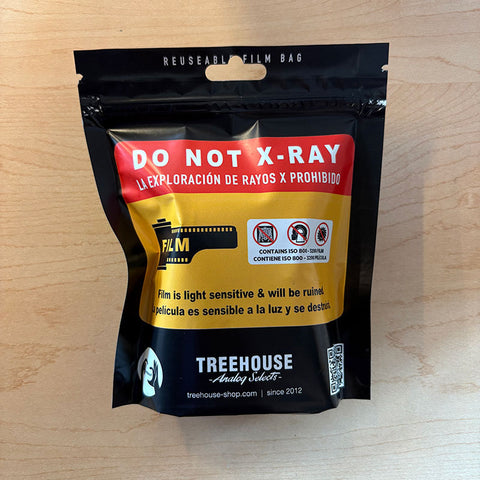 REUSEABLE FILM BAG
DO NOT X-RAY
LA EXPLORACIÓN DE RAYOS X PROHIBIDO
FILM
CONTAINS ISO 800 - 3200 FILM
CONTIENE ISO 800 - 3200 PELICULA
Film is light sensitive & will be ruined
película es sensible a la luz y se destruir
TREEHOUSE
-Analog Selects-
treehouse-shop.com | since 2012